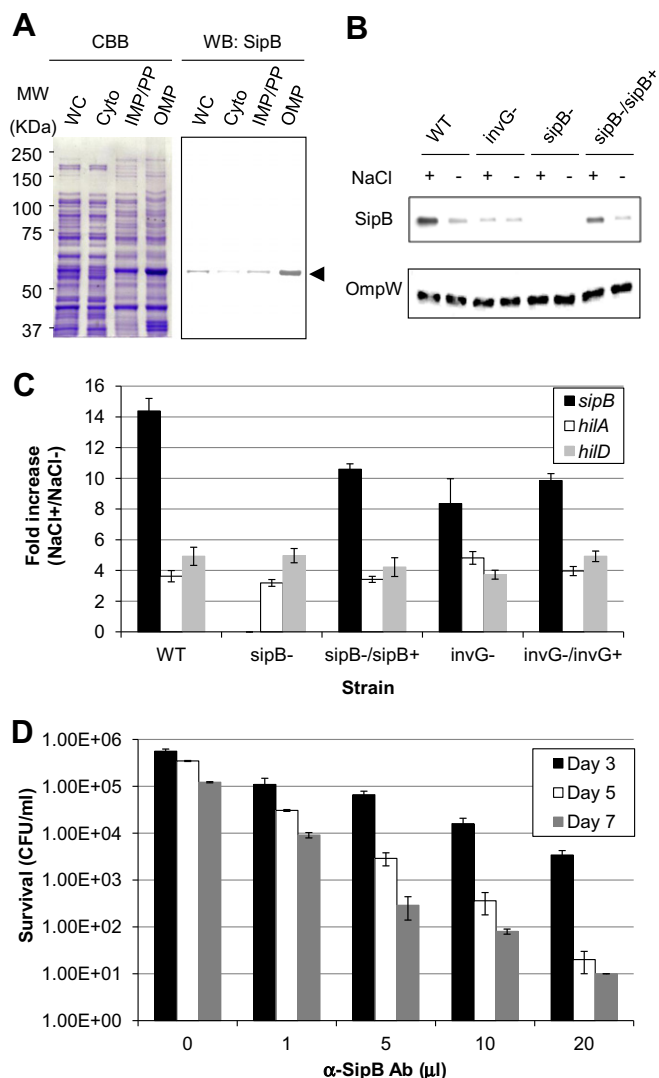 A
CBB
WB: SipB
MW
(KDa)
WC
Cyto
IMP/PP
OMP
WC
Cyto
IMP/PP
OMP
250
150
100
75
50
37
B
WT
invG-
sipB-
sipB-/sipB+
NaCl + - + - + - + -
SipB
OmpW
C
Fold increase
(NaCl+/NaCl-)
16
14
12
10
8
6
4
2
0
sipB
hilA
hilD
WT sipB- sipB-/sipB+ invG- invG-/invG+
Strain
D
Survival (CFU/ml)
1.00E+06
1.00E+05
1.00E+04
1.00E+03
1.00E+02
1.00E+01
1.00E+00
Day 3
Day 5
Day 7
0 1 5 10 20
α-SipB Ab (µl)